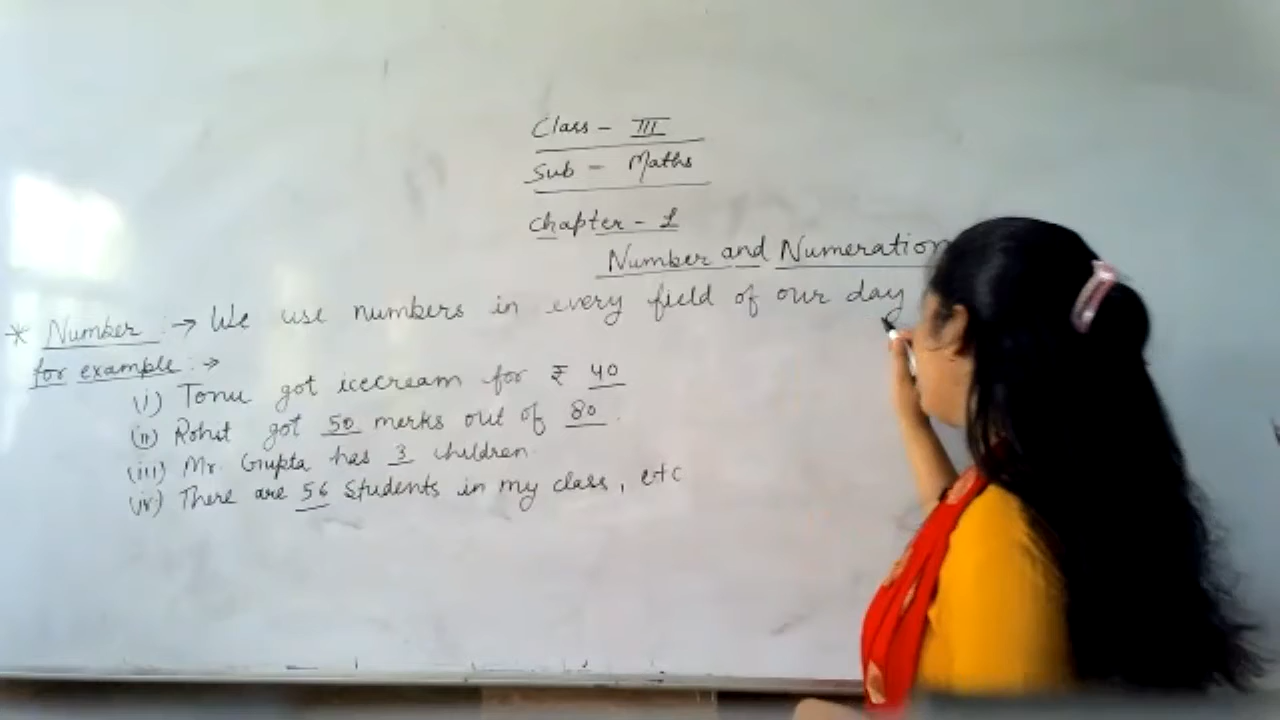 Class - III
Sub - Maths
Chapter - 1
Number and Numeration
* Number :→ We use numbers in every field of our day
for example :→
(i) Tonu got icecream for ₹ 40
(ii) Rohit got 50 merks out of 80.
(iii) Mr. Gupta has 3 children.
(iv) There are 56 students in my class, etc